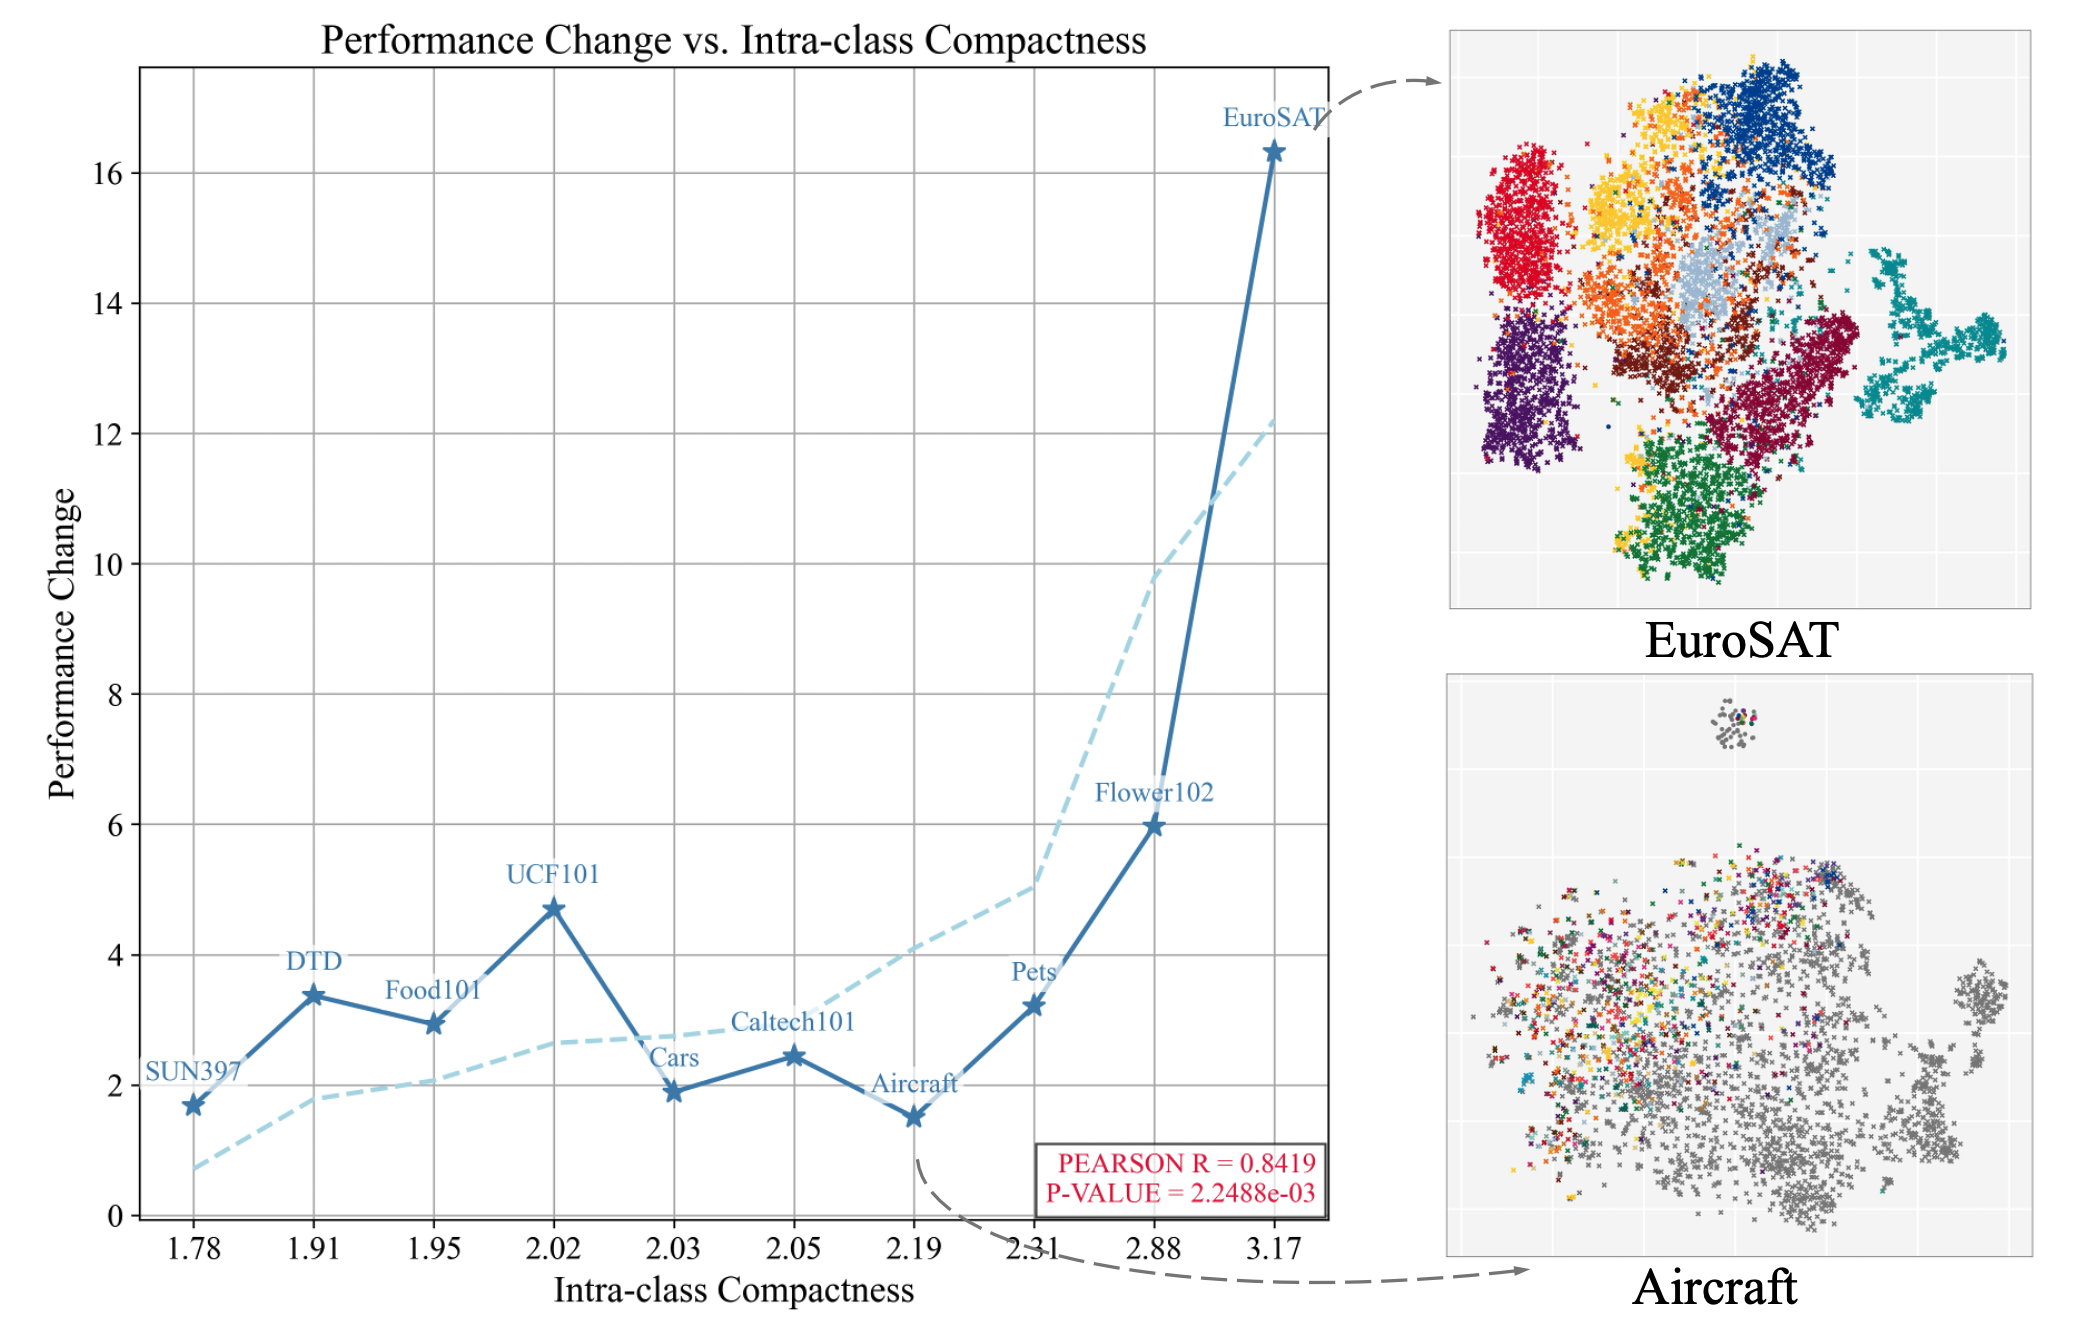 Performance Change vs. Intra-class Compactness
Performance Change
16
14
12
10
8
6
4
2
0
EuroSAT
Flower102
UCF101
DTD
Food101
Pets
SUN397
Cars
Caltech101
Aircraft
PEARSON R = 0.8419
P-VALUE = 2.2488e-03
1.78 1.91 1.95 2.02 2.03 2.05 2.19 2.31 2.88 3.17
Intra-class Compactness
EuroSAT
Aircraft